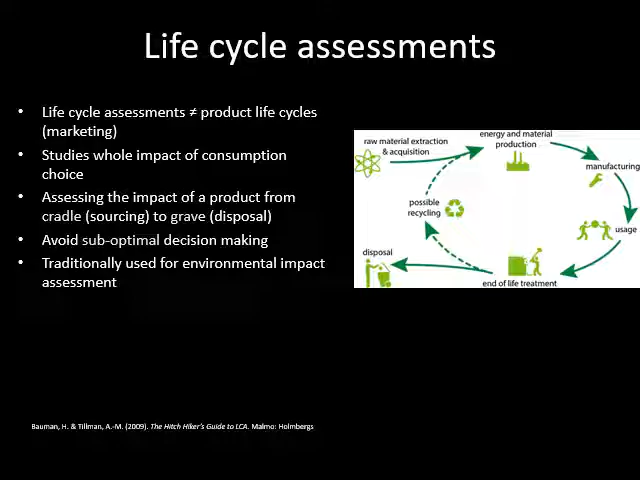 Life cycle assessments
• Life cycle assessments ≠ product life cycles
(marketing)
• Studies whole impact of consumption
choice
• Assessing the impact of a product from
cradle (sourcing) to grave (disposal)
• Avoid sub-optimal decision making
• Traditionally used for environmental impact
assessment
raw material extraction
& acquisition
energy and material
production
manufacturing
usage
possible
recycling
disposal
end of life treatment
Bauman, H. & Tillman, A.-M. (2009). The Hitch Hiker's Guide to LCA. Malmo: Holmbergs